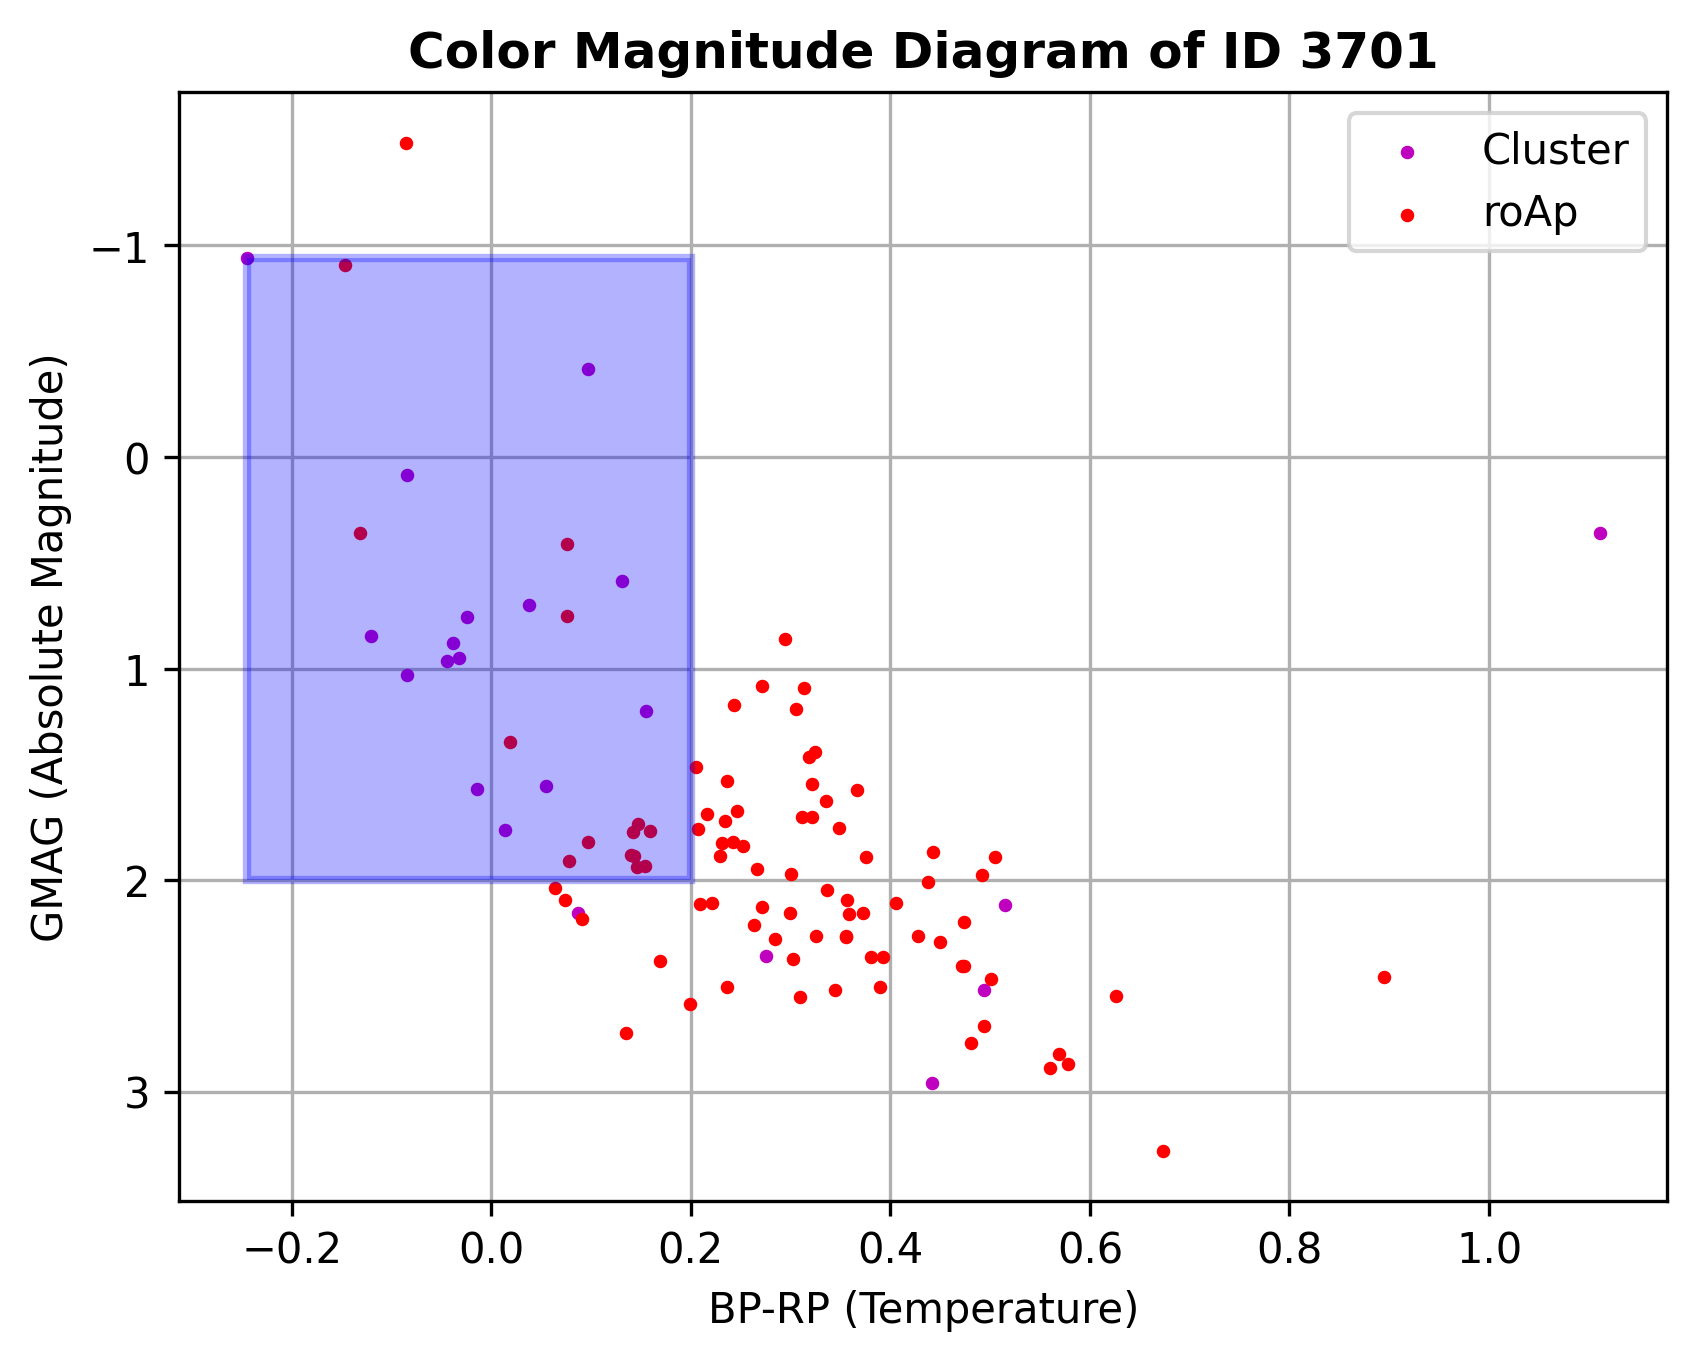 Color Magnitude Diagram of ID 3701
Cluster
roAp
GMAG (Absolute Magnitude)
−1
0
1
2
3
−0.2 0.0 0.2 0.4 0.6 0.8 1.0
BP-RP (Temperature)